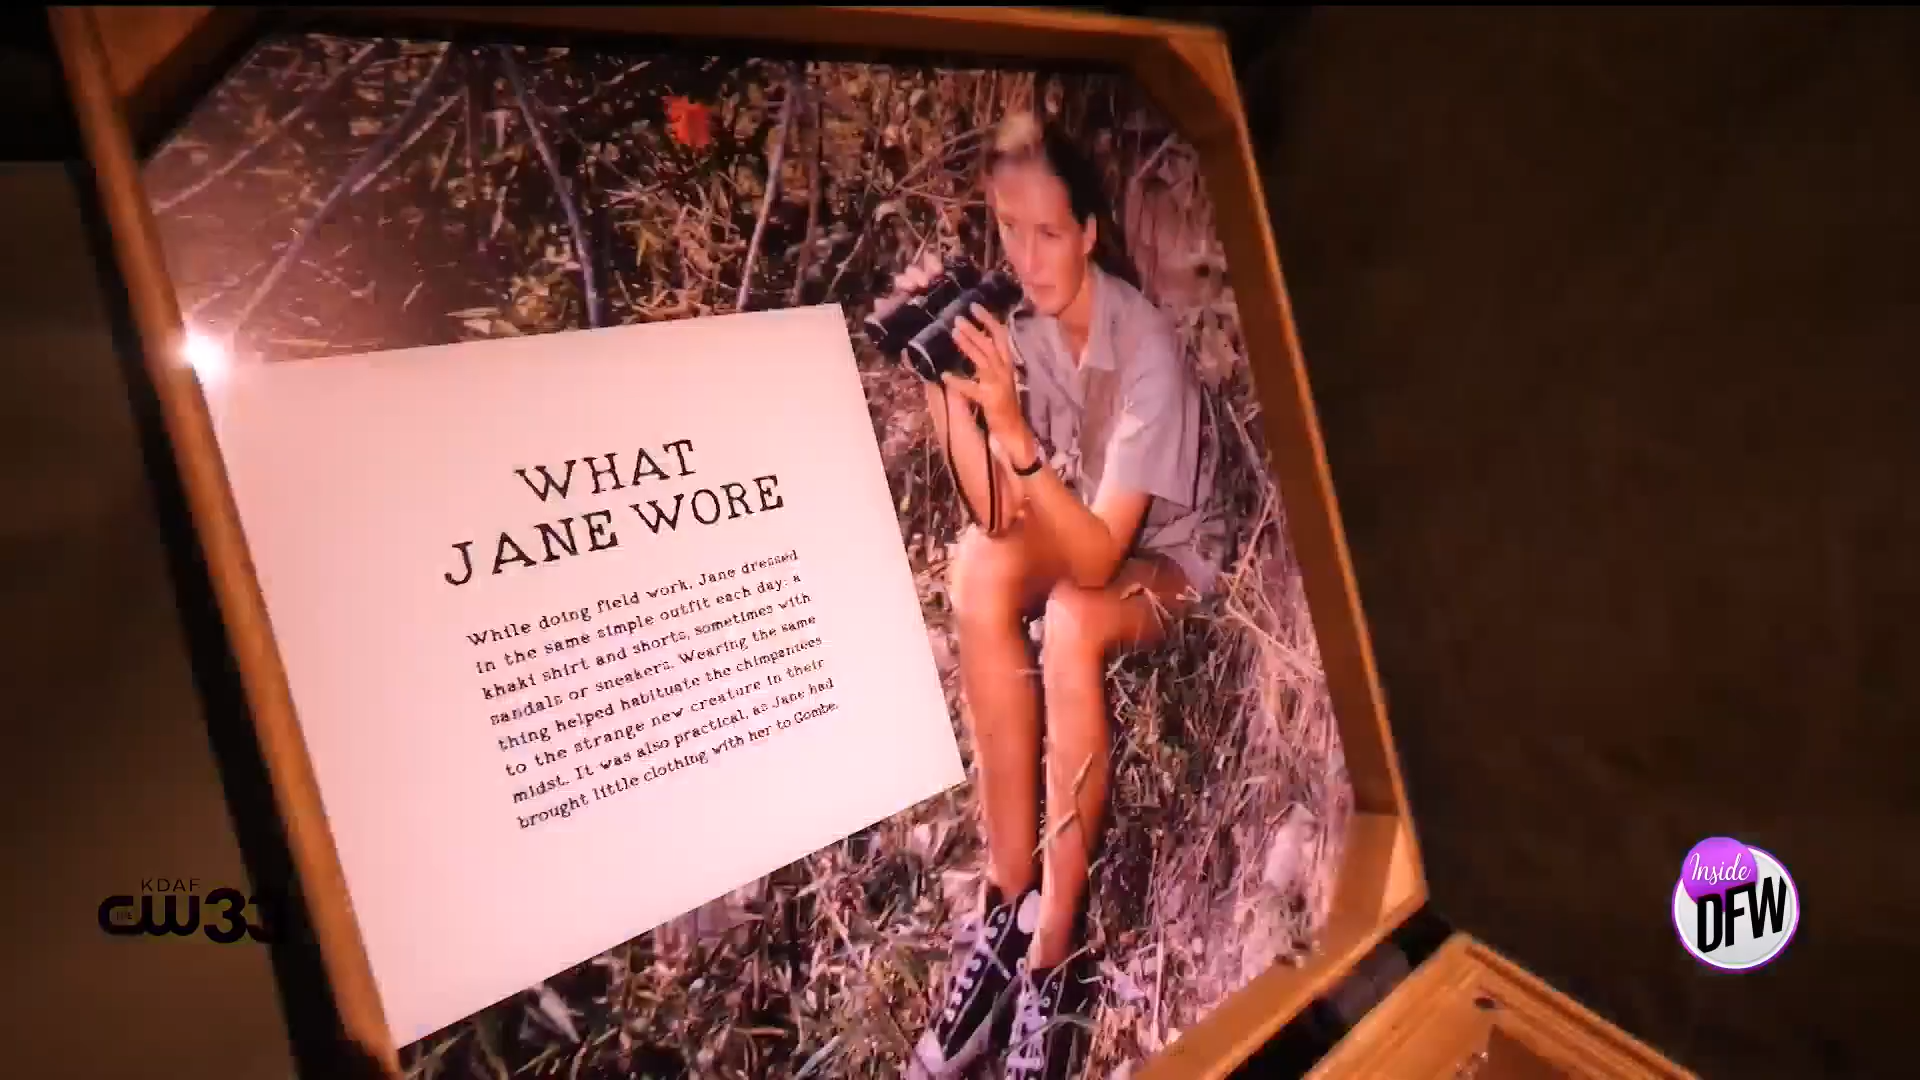 WHAT
JANE WORE
While doing field work, Jane dressed
in the same simple outfit each day: a
khaki shirt and shorts, sometimes with
sandals or sneakers. Wearing the same
thing helped habituate the chimpanzees
to the strange new creature in their
midst. It was also practical, as Jane had
brought little clothing with her to Gombe.
KDAF
THE CW33
Inside
DFW